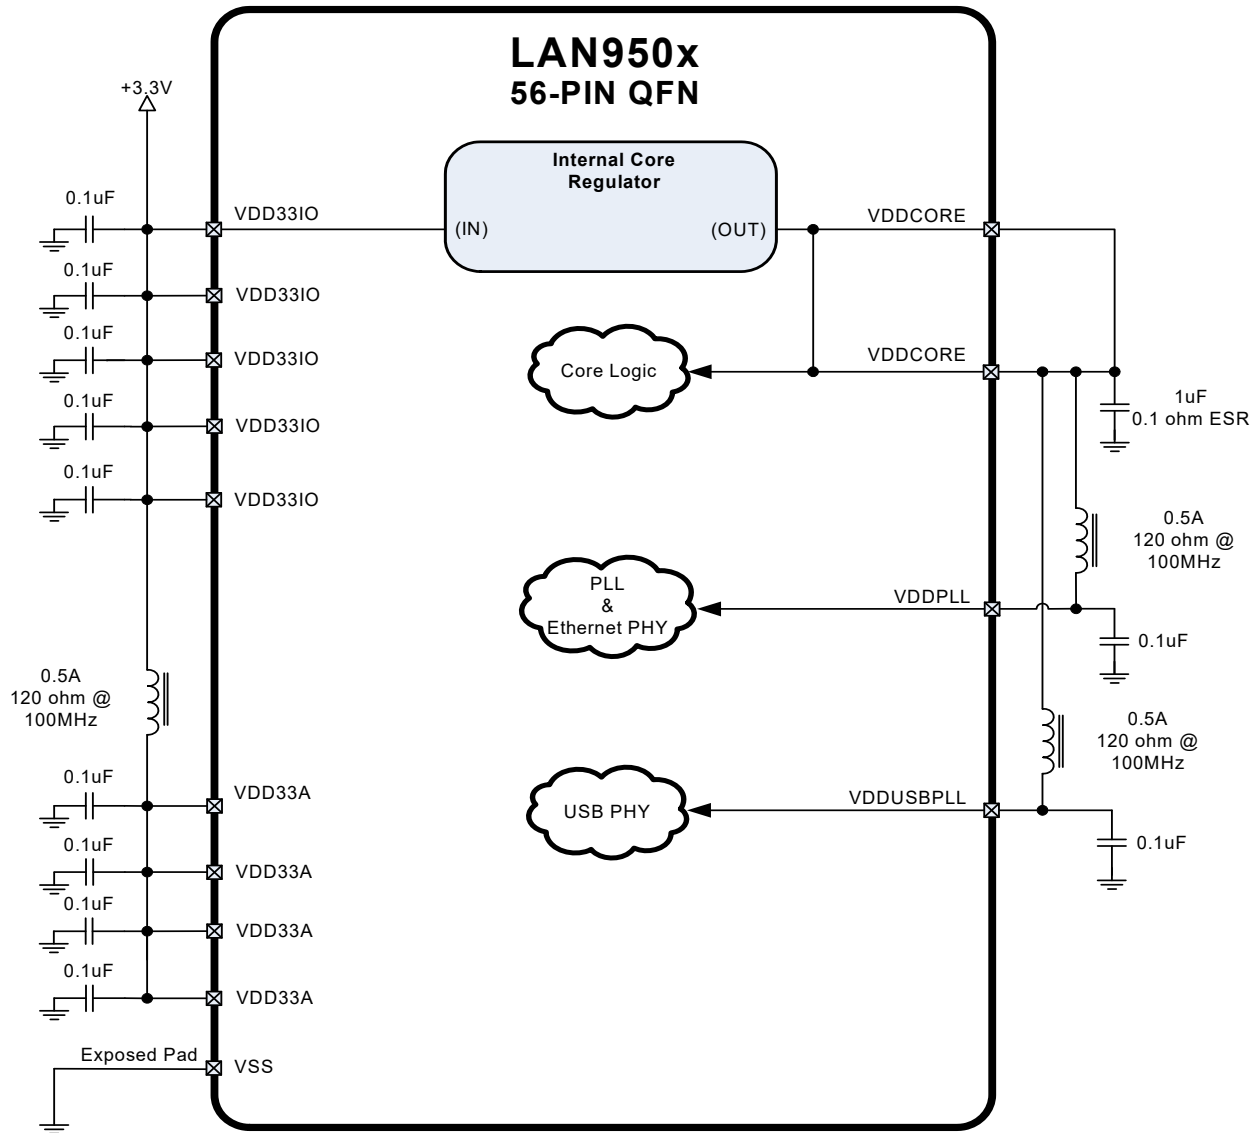 LAN950x
56-PIN QFN
+3.3V
Internal Core
Regulator
(IN)
(OUT)
0.1uF
VDD33IO
VDDCORE
0.1uF
VDD33IO
0.1uF
VDD33IO
Core Logic
VDDCORE
1uF
0.1 ohm ESR
0.1uF
VDD33IO
0.1uF
VDD33IO
0.5A
120 ohm @
100MHz
PLL
&
Ethernet PHY
VDDPLL
0.1uF
0.5A
120 ohm @
100MHz
0.5A
120 ohm @
100MHz
0.1uF
VDD33A
USB PHY
VDDUSBPLL
0.1uF
0.1uF
VDD33A
0.1uF
VDD33A
0.1uF
VDD33A
Exposed Pad
VSS